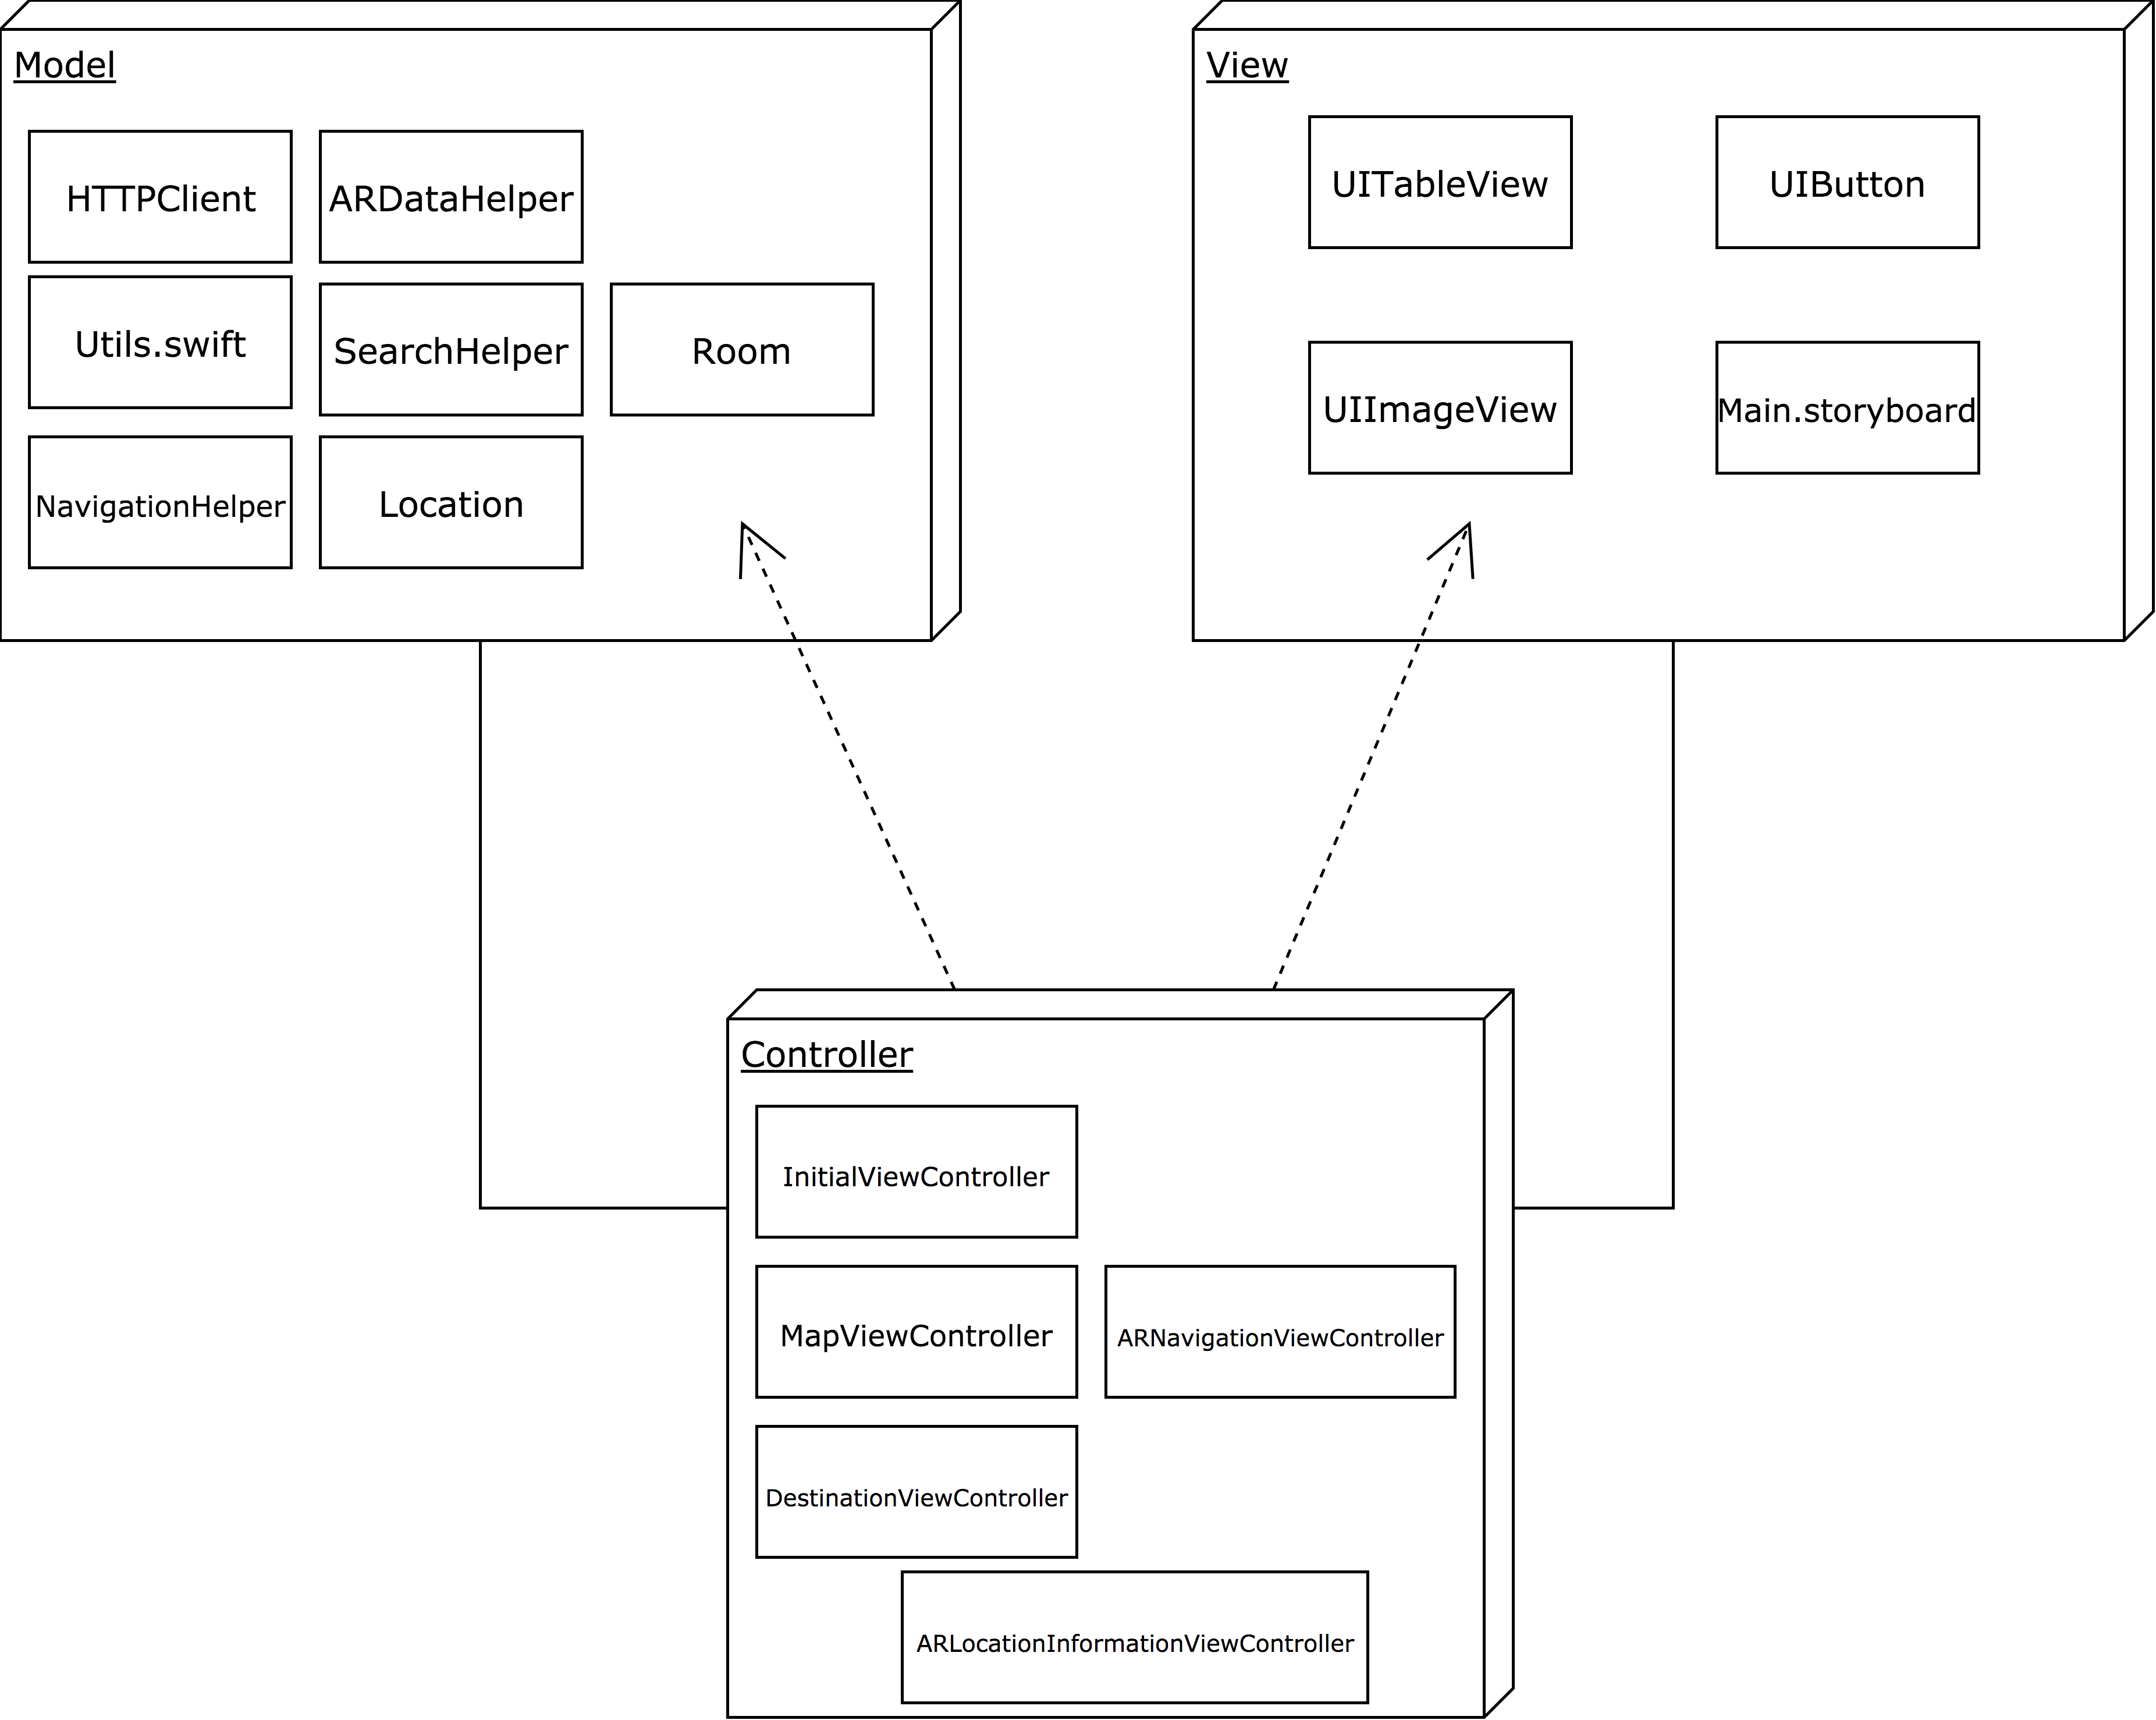 Model
HTTPClient
ARDataHelper
Utils.swift
SearchHelper
Room
NavigationHelper
Location
View
UITableView
UIButton
UIImageView
Main.storyboard
Controller
InitialViewController
MapViewController
ARNavigationViewController
DestinationViewController
ARLocationInformationViewController